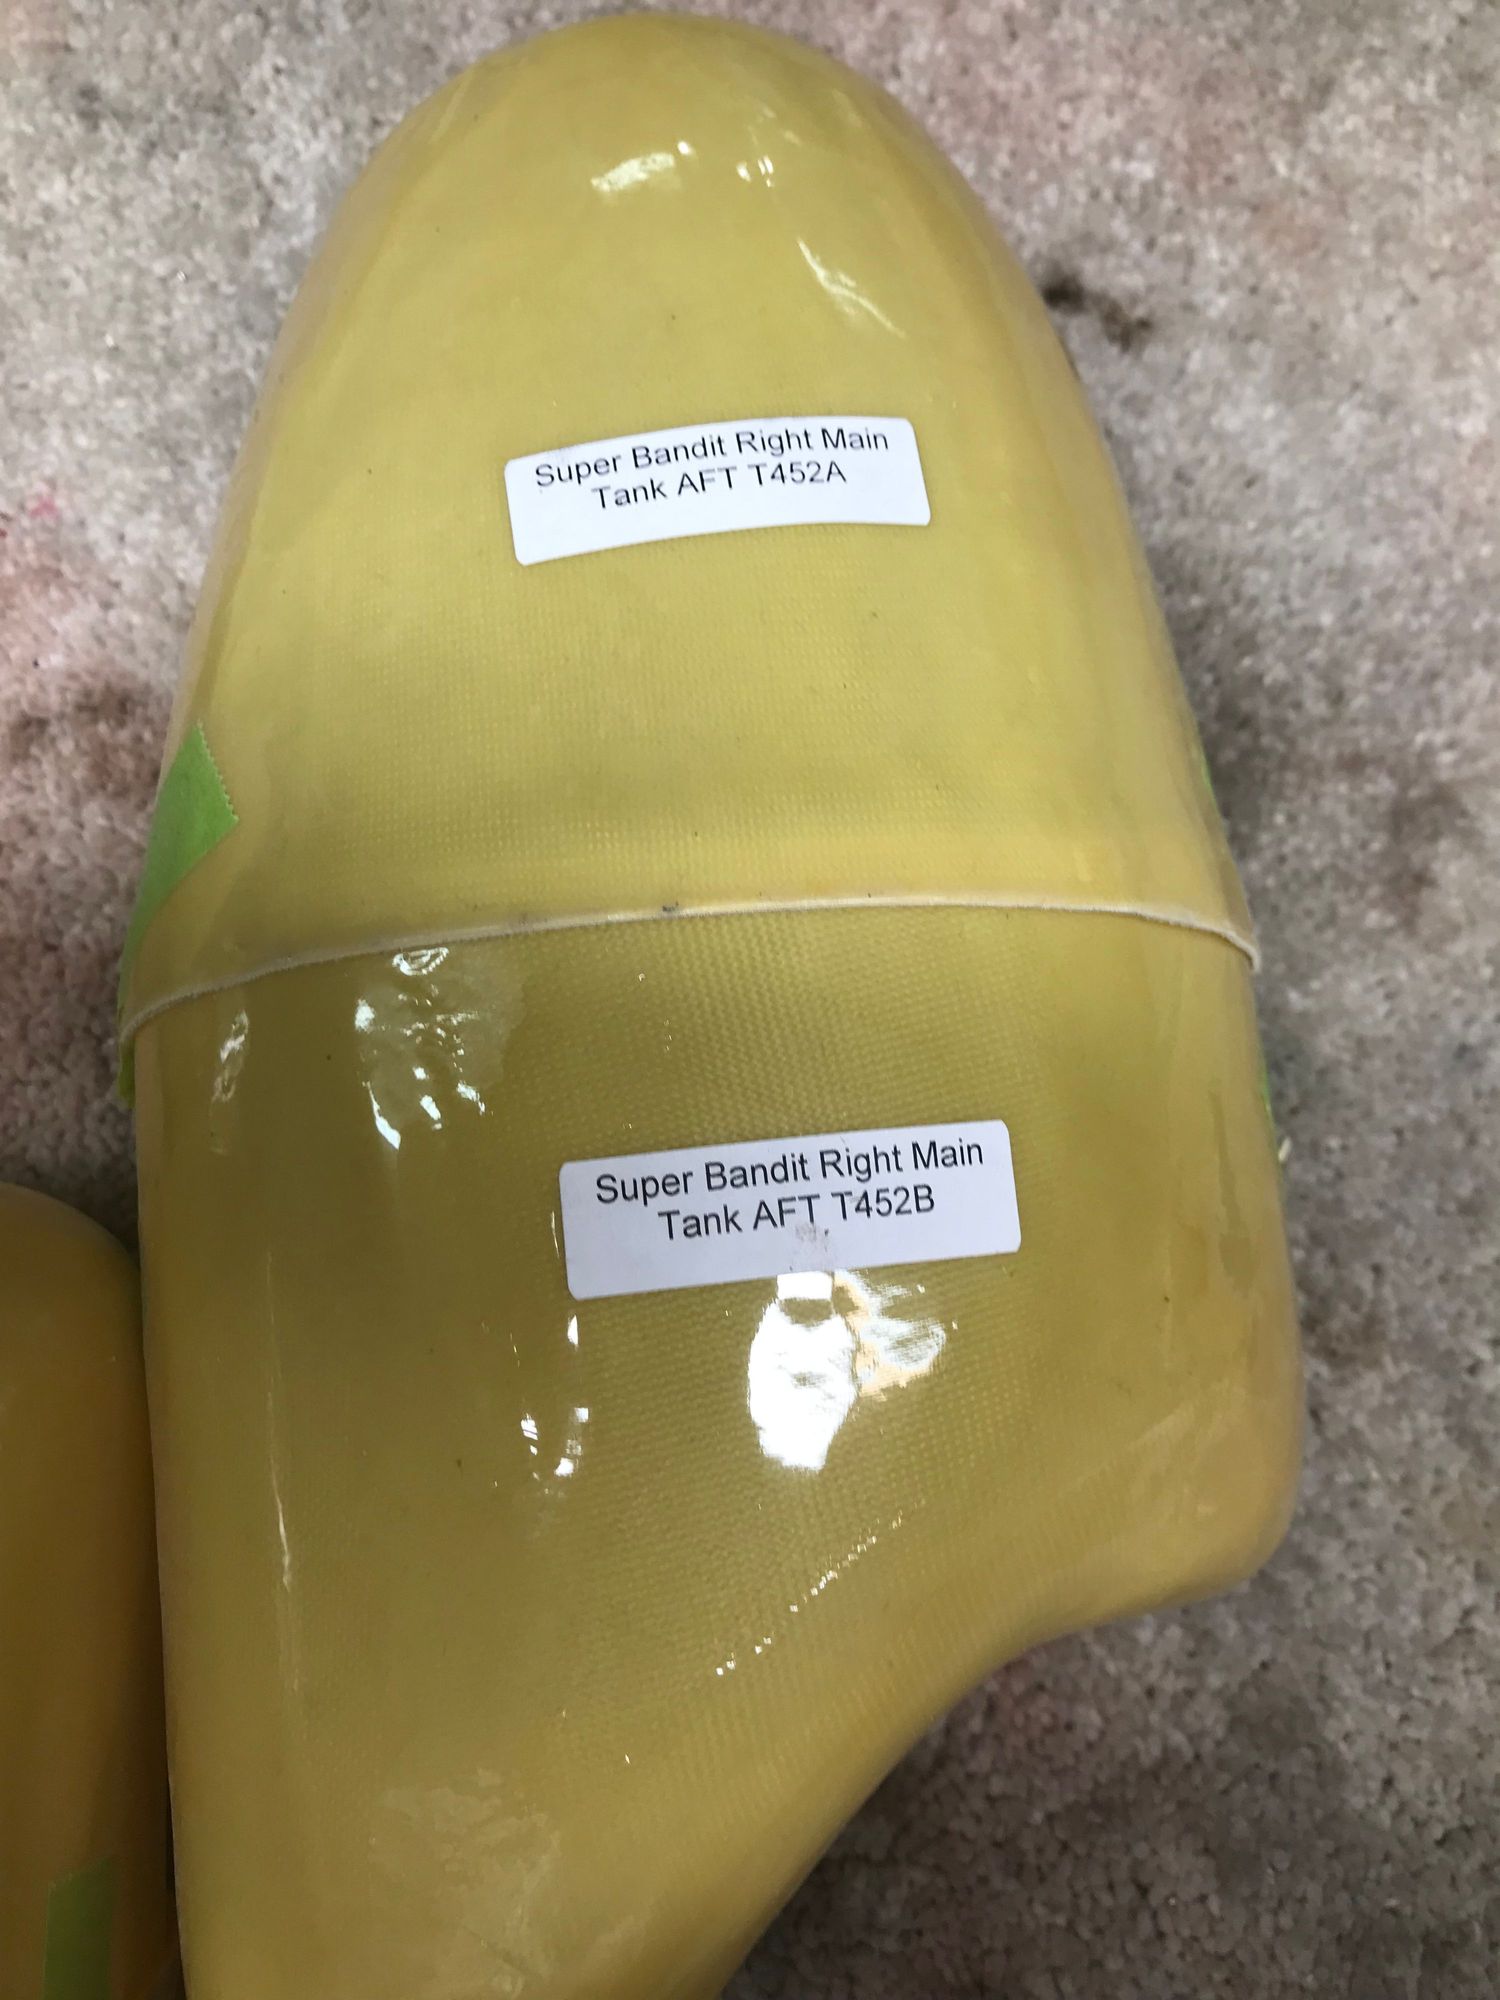 Super Bandit Right Main
Tank AFT T452A
Super Bandit Right Main
Tank AFT T452B